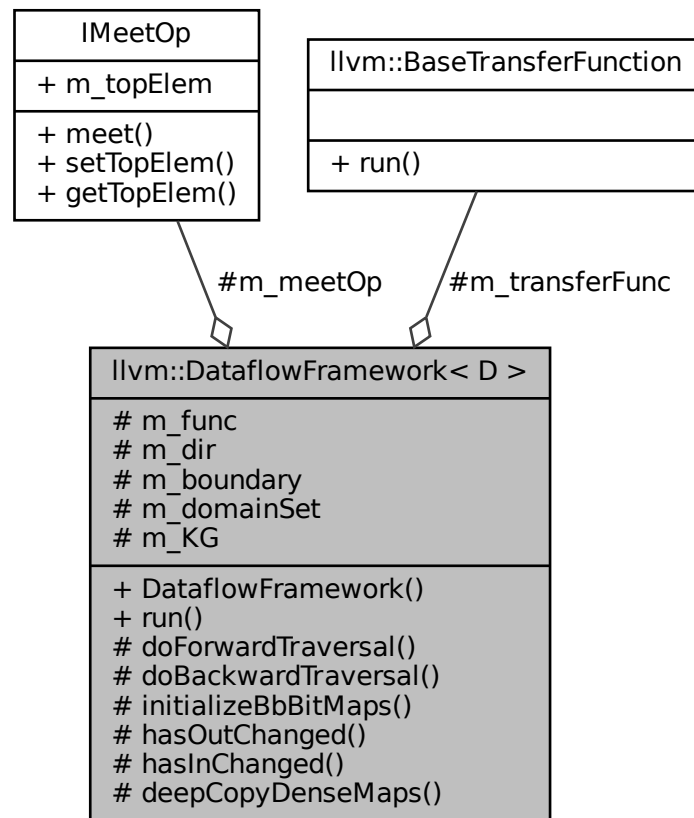 IMeetOp
+ m_topElem
+ meet()
+ setTopElem()
+ getTopElem()
llvm::BaseTransferFunction
+ run()
#m_meetOp
#m_transferFunc
llvm::DataflowFramework< D >
# m_func
# m_dir
# m_boundary
# m_domainSet
# m_KG
+ DataflowFramework()
+ run()
# doForwardTraversal()
# doBackwardTraversal()
# initializeBbBitMaps()
# hasOutChanged()
# hasInChanged()
# deepCopyDenseMaps()